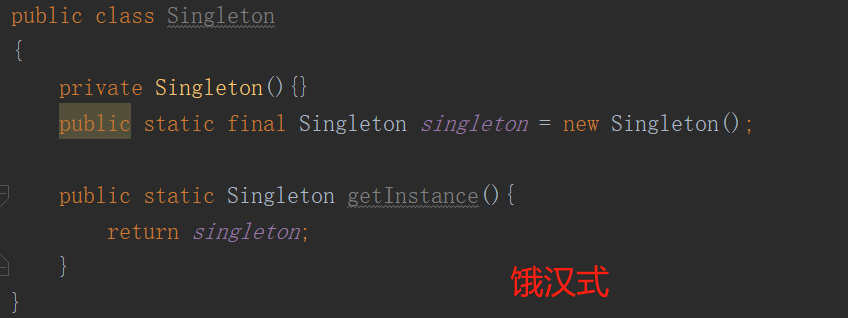 public class Singleton
{
    private Singleton(){}
    public static final Singleton singleton = new Singleton();
    public static Singleton getInstance(){
        return singleton;
    }
饿汉式
}